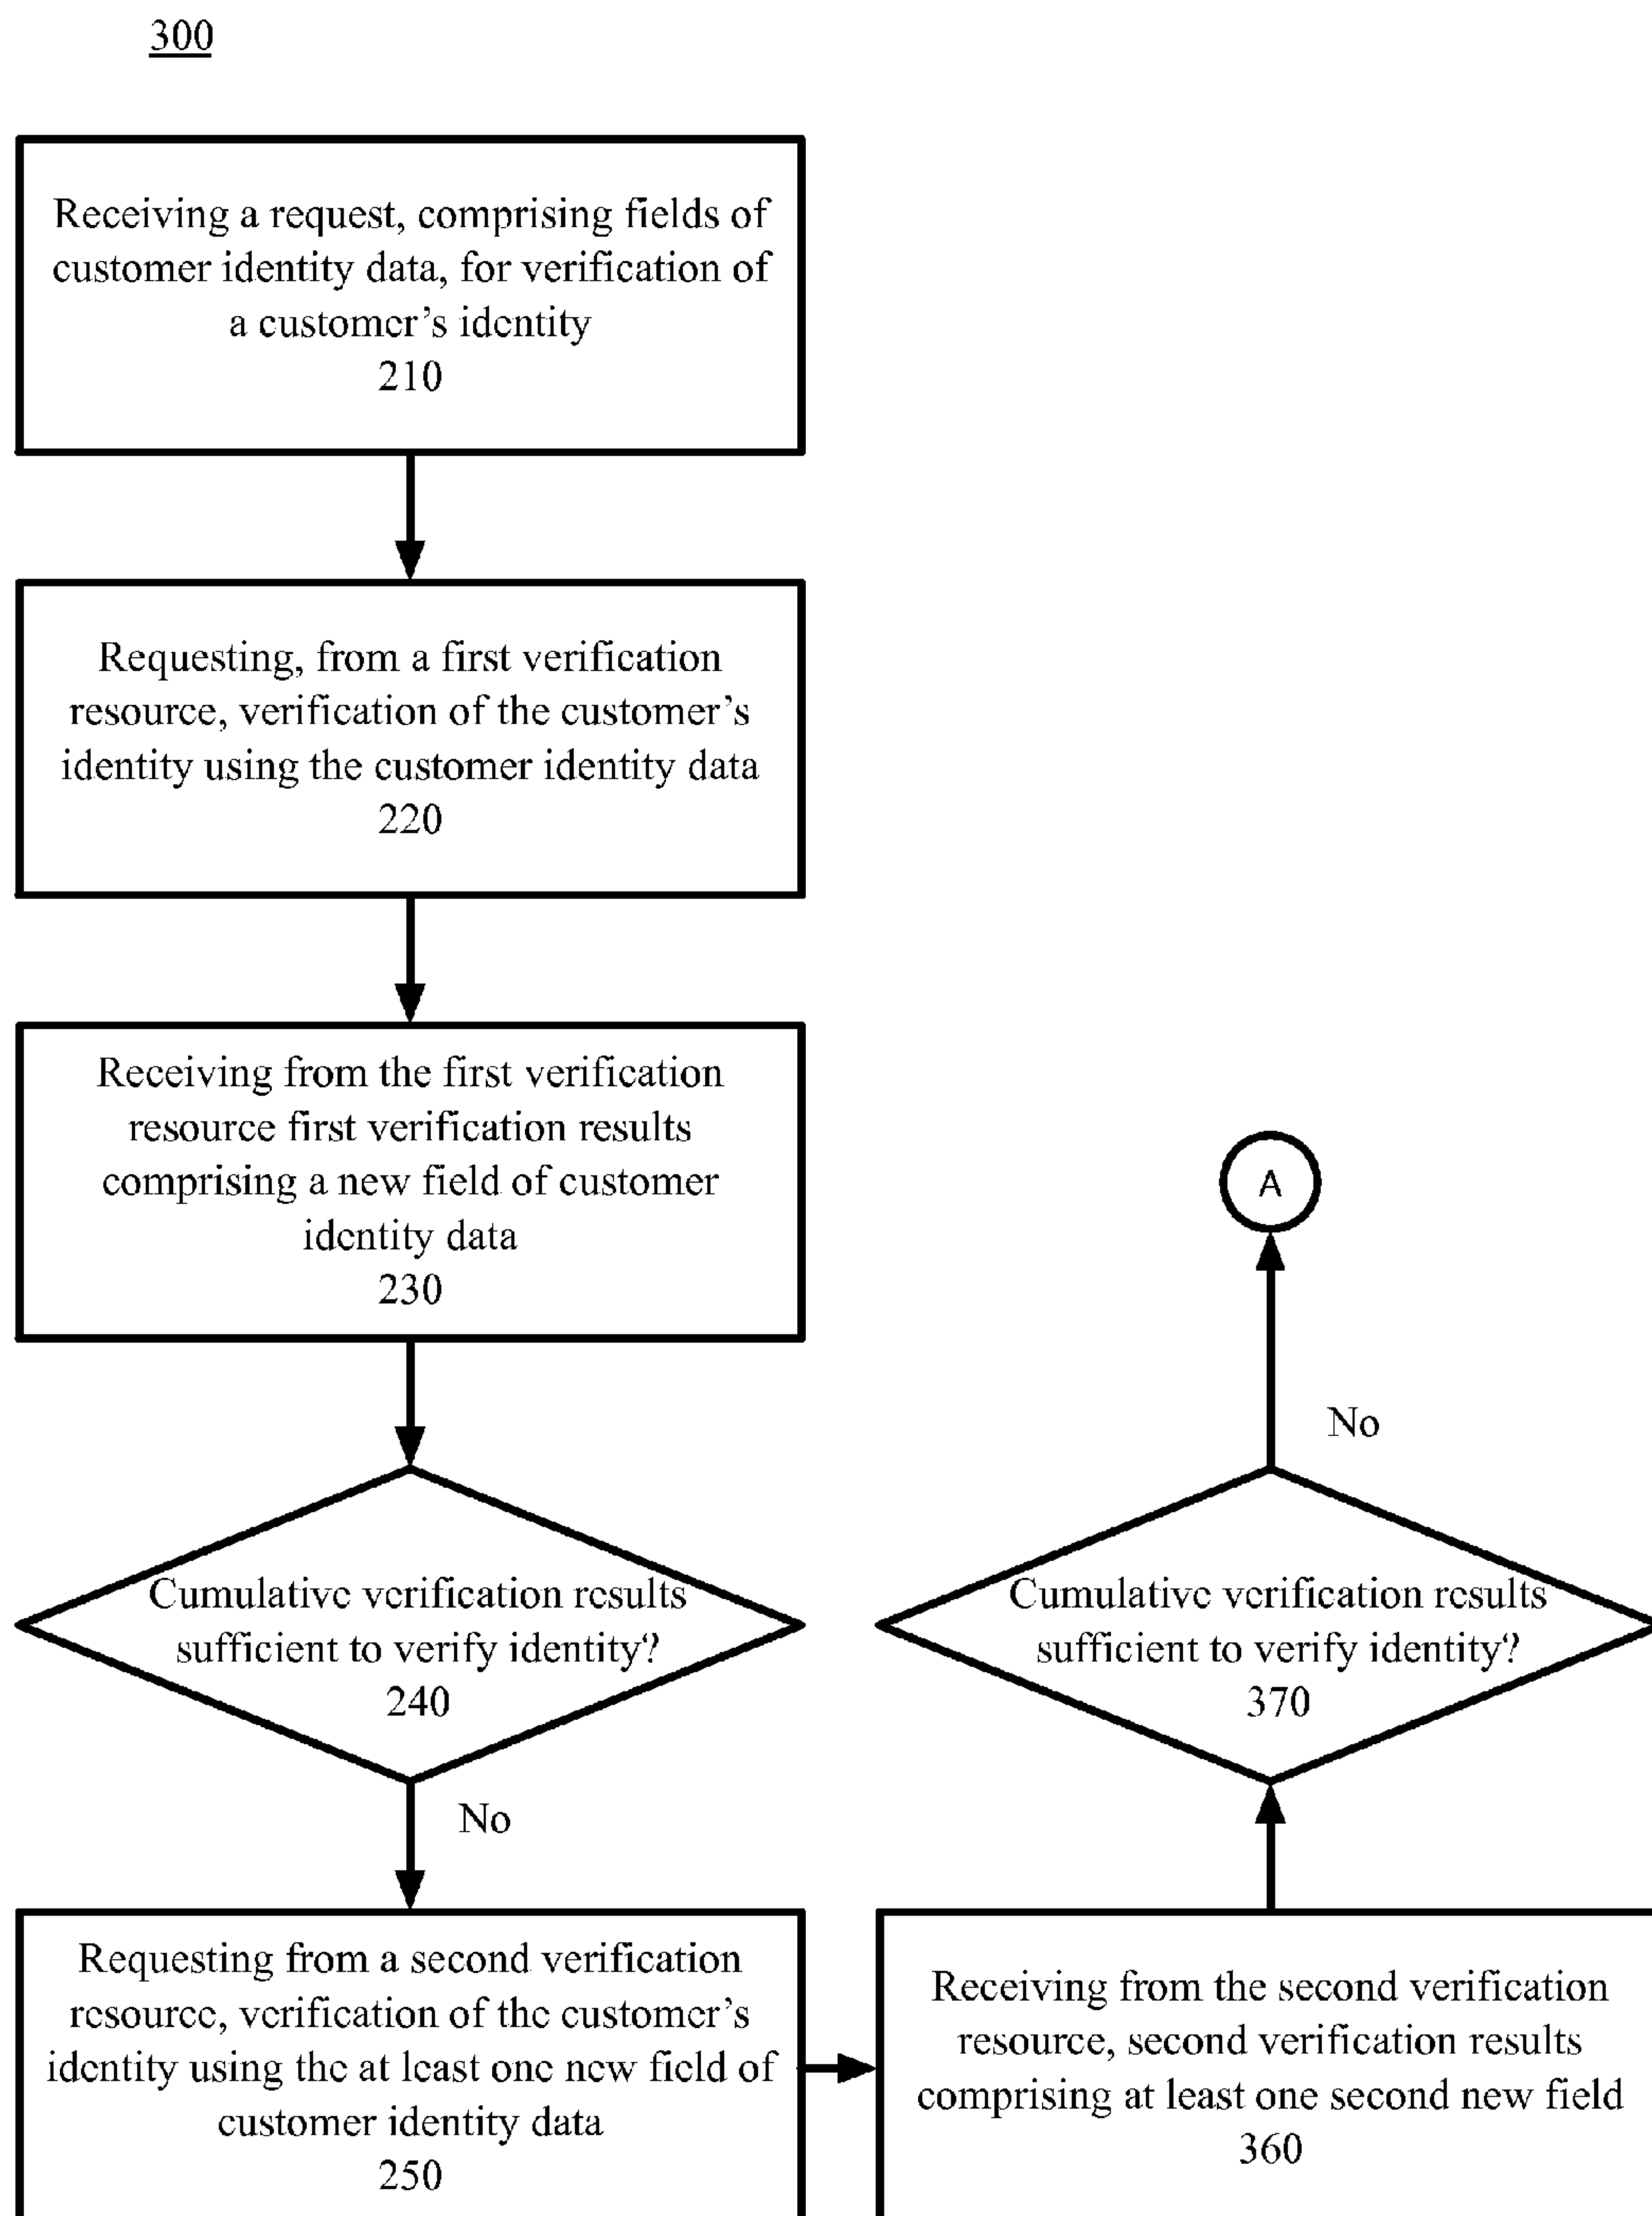 300
Receiving a request, comprising fields of
customer identity data, for verification of
a customer's identity
210
Requesting, from a first verification
resource, verification of the customer's
identity using the customer identity data
220
Receiving from the first verification
resource first verification results
comprising a new field of customer
identity data
230
Cumulative verification results
sufficient to verify identity?
240
No
Requesting from a second verification
resource, verification of the customer's
identity using the at least one new field of
customer identity data
250
Receiving from the second verification
resource, second verification results
comprising at least one second new field
360
Cumulative verification results
sufficient to verify identity?
370
No
A